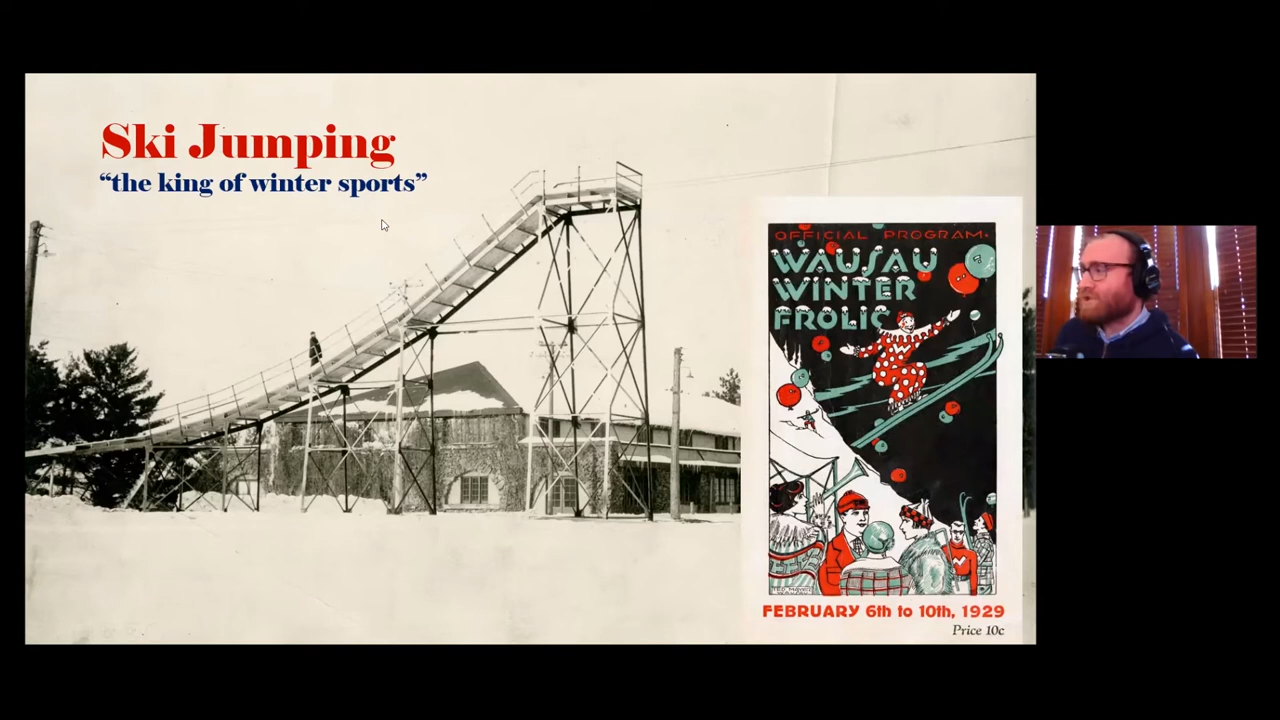 Ski Jumping
“the king of winter sports”
OFFICIAL PROGRAM.
WAUSAU
WINTER
FROLIC
FEBRUARY 6th to 10th, 1929
Price 10c